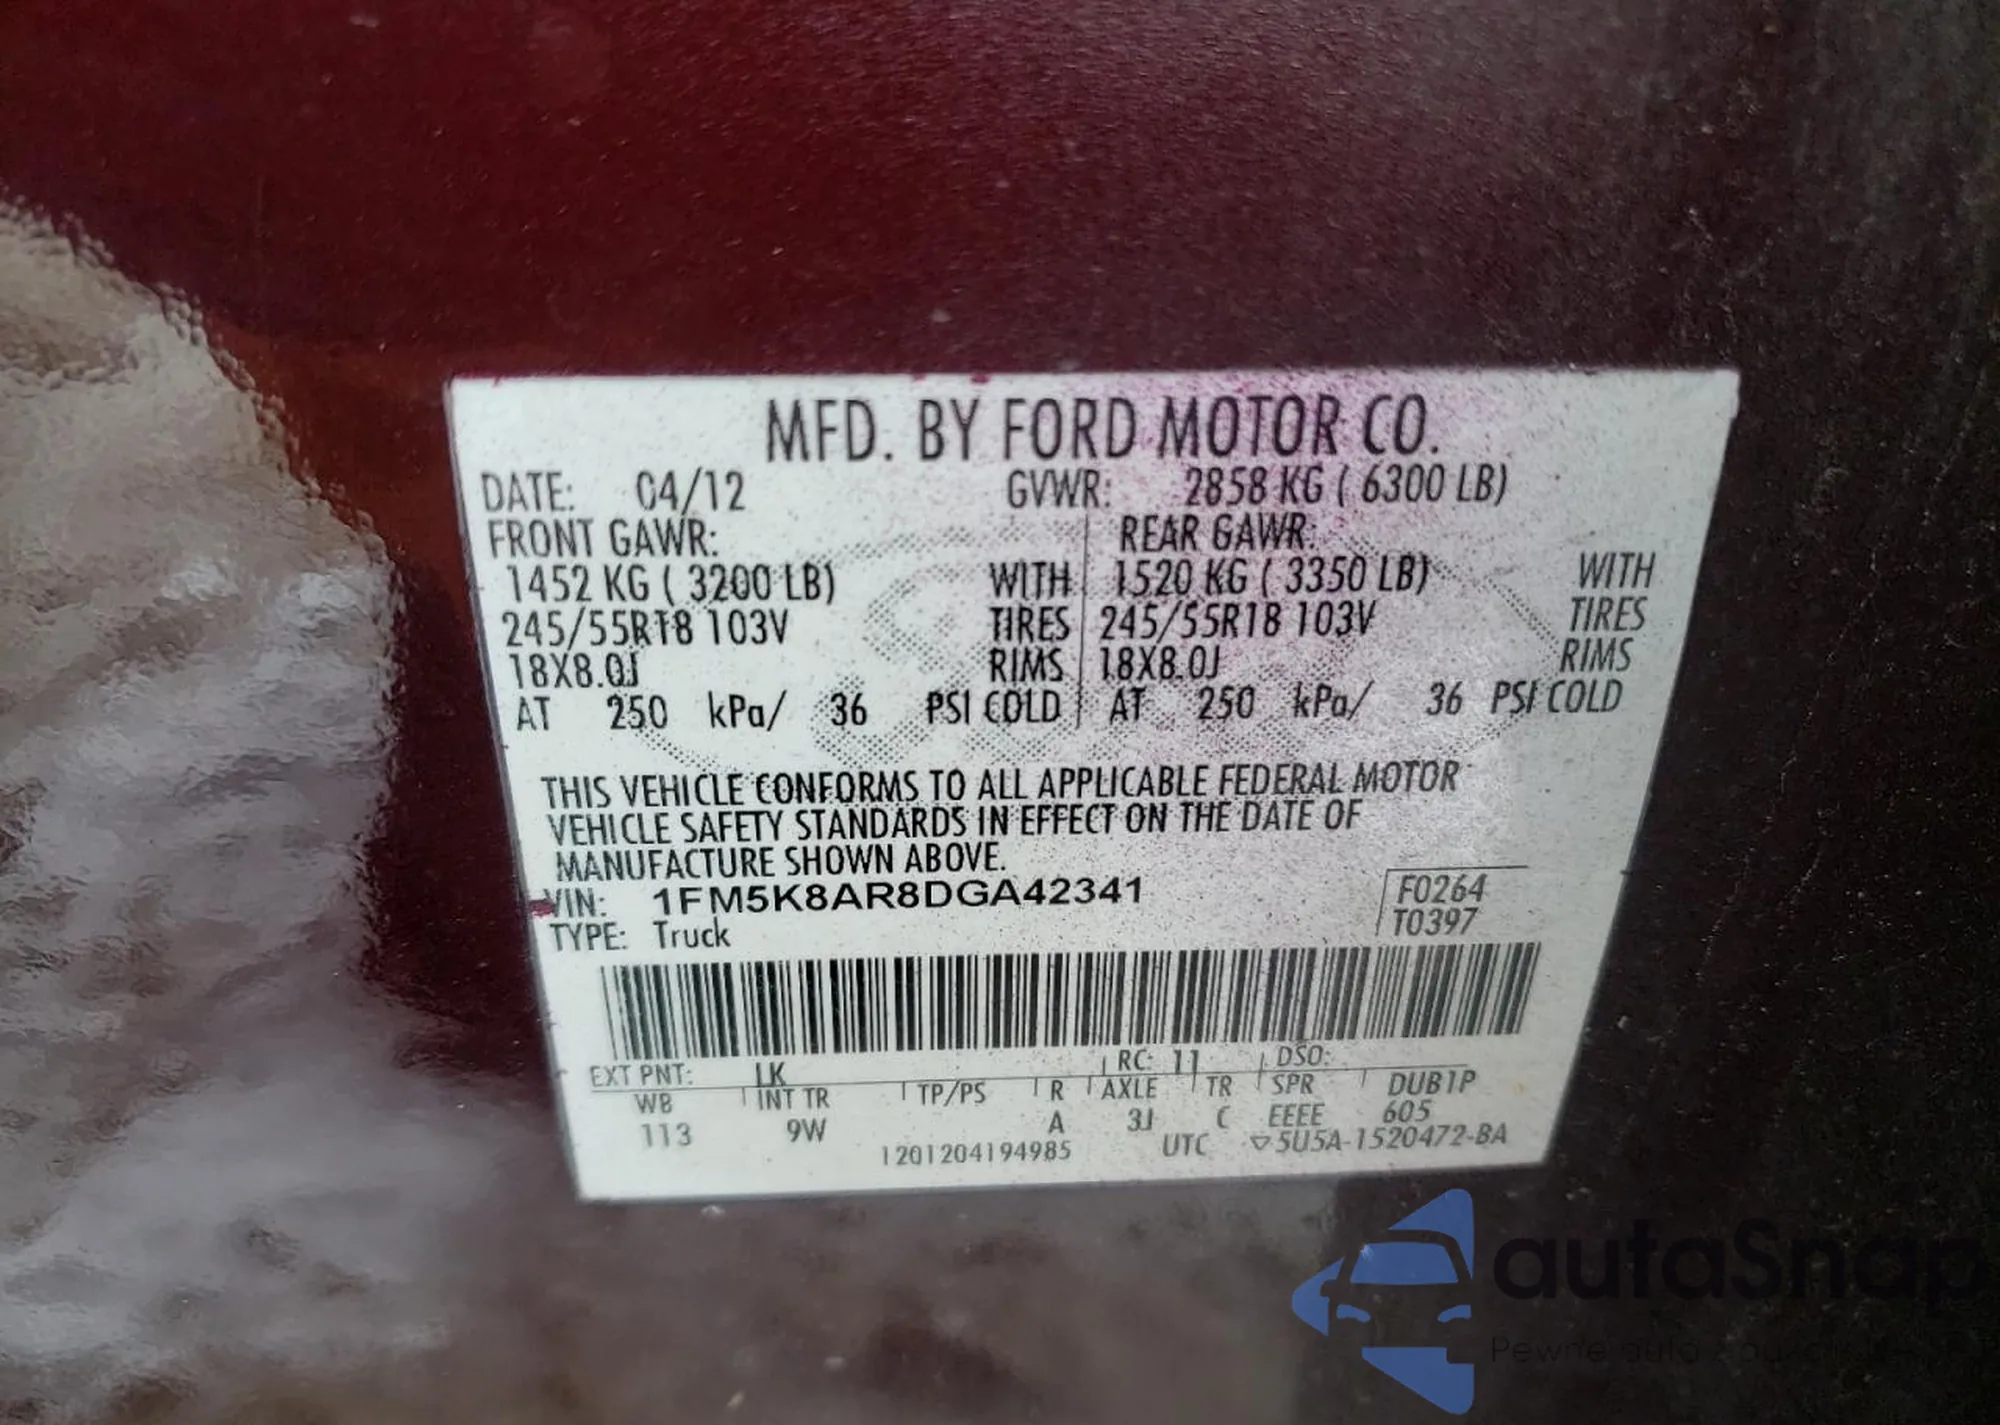 MFD. BY FORD MOTOR CO.
DATE: 04/12 GVWR: 2858 KG ( 6300 LB)
FRONT GAWR: REAR GAWR:
1452 KG ( 3200 LB) WITH 1520 KG ( 3350 LB) WITH
245/55R18 103V TIRES 245/55R18 103V TIRES
18X8.0J RIMS 18X8.0J RIMS
AT 250 kPa/ 36 PSI COLD AT 250 kPa/ 36 PSI COLD
THIS VEHICLE CONFORMS TO ALL APPLICABLE FEDERAL MOTOR
VEHICLE SAFETY STANDARDS IN EFFECT ON THE DATE OF
MANUFACTURE SHOWN ABOVE.
VIN: 1FM5K8AR8DGA42341 F0264
TYPE: Truck T0397
EXT PNT: LK RC: 11 DSO:
WB INT TR TP/PS R AXLE TR SPR DUB1P
113 9W A 3J C EEEE 605
1201204194985 UTC ▽5U5A-1520472-BA
autaSnap
Pewne auto z